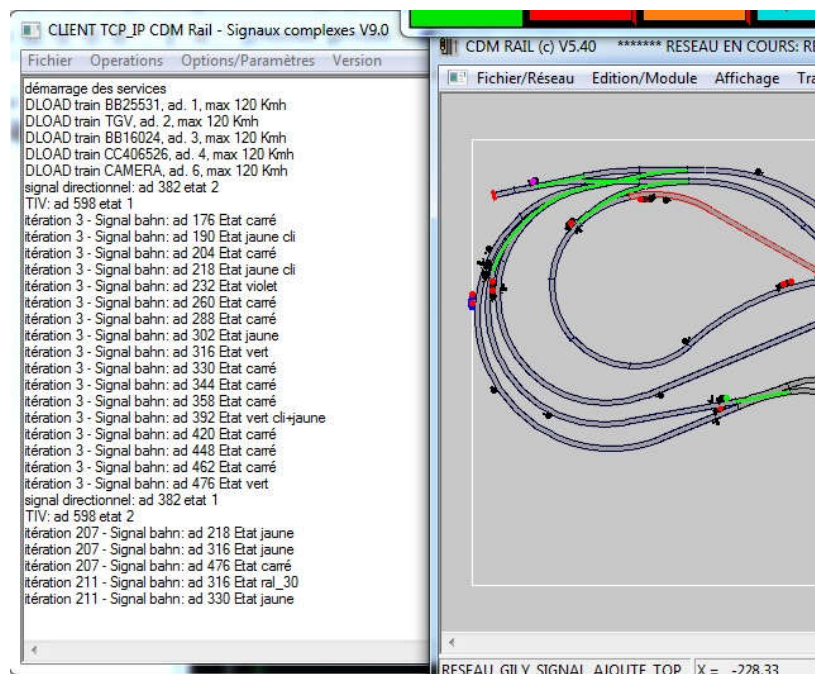 CLIENT TCP_IP CDM Rail - Signaux complexes V9.0
Fichier Operations Options/Paramètres Version
démarrage des services
DLOAD train BB25531, ad. 1, max 120 Kmh
DLOAD train TGV, ad. 2, max 120 Kmh
DLOAD train BB16024, ad. 3, max 120 Kmh
DLOAD train CC406526, ad. 4, max 120 Kmh
DLOAD train CAMERA, ad. 6, max 120 Kmh
signal directionnel: ad 382 etat 2
TIV: ad 598 etat 1
itération 3 - Signal bahn: ad 176 Etat carré
itération 3 - Signal bahn: ad 190 Etat jaune cli
itération 3 - Signal bahn: ad 204 Etat carré
itération 3 - Signal bahn: ad 218 Etat jaune cli
itération 3 - Signal bahn: ad 232 Etat violet
itération 3 - Signal bahn: ad 260 Etat carré
itération 3 - Signal bahn: ad 288 Etat carré
itération 3 - Signal bahn: ad 302 Etat jaune
itération 3 - Signal bahn: ad 316 Etat vert
itération 3 - Signal bahn: ad 330 Etat carré
itération 3 - Signal bahn: ad 344 Etat carré
itération 3 - Signal bahn: ad 358 Etat carré
itération 3 - Signal bahn: ad 392 Etat vert cli+jaune
itération 3 - Signal bahn: ad 420 Etat carré
itération 3 - Signal bahn: ad 448 Etat carré
itération 3 - Signal bahn: ad 462 Etat carré
itération 3 - Signal bahn: ad 476 Etat vert
signal directionnel: ad 382 etat 1
TIV: ad 598 etat 2
itération 207 - Signal bahn: ad 218 Etat jaune
itération 207 - Signal bahn: ad 316 Etat jaune
itération 207 - Signal bahn: ad 476 Etat carré
itération 211 - Signal bahn: ad 316 Etat ral_30
itération 211 - Signal bahn: ad 330 Etat jaune
CDM RAIL (c) V5.40 ******* RESEAU EN COURS: RE
Fichier/Réseau Edition/Module Affichage Tra
RESEAU_GILY_SIGNAL_AJOUTE_TOP X = -228.33